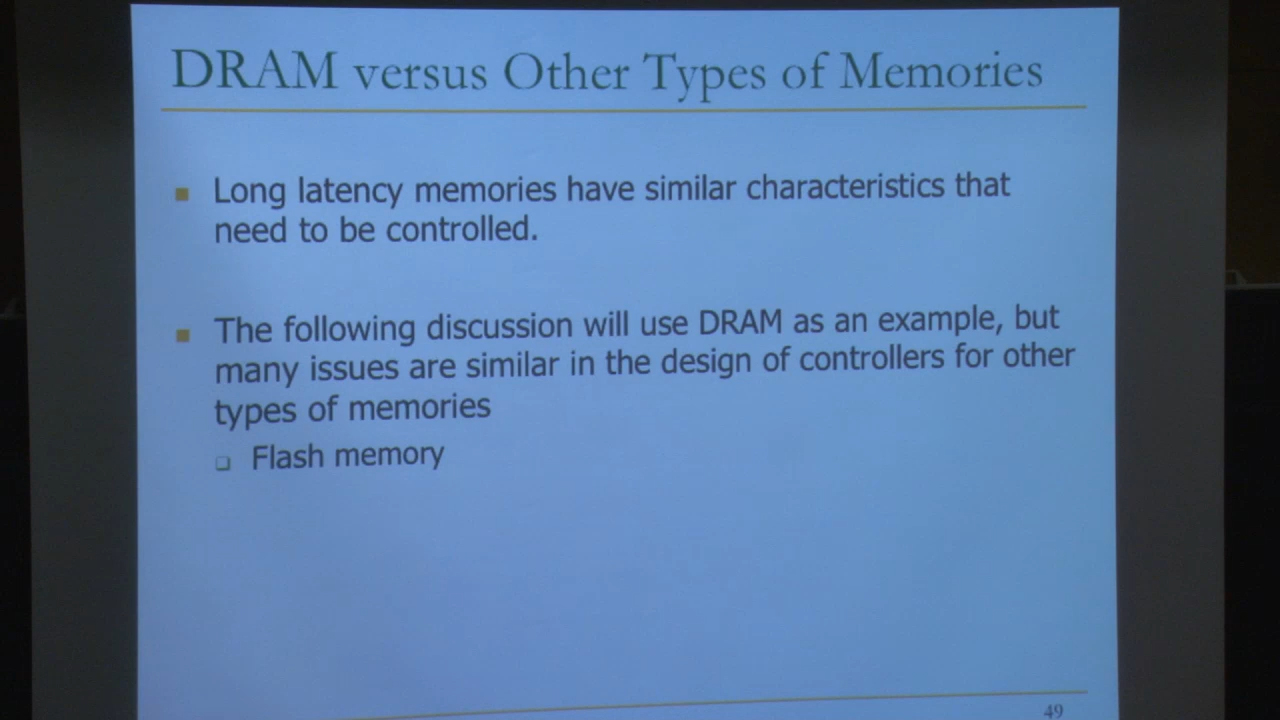 DRAM versus Other Types of Memories
Long latency memories have similar characteristics that
need to be controlled.
The following discussion will use DRAM as an example, but
many issues are similar in the design of controllers for other
types of memories
Flash memory
49